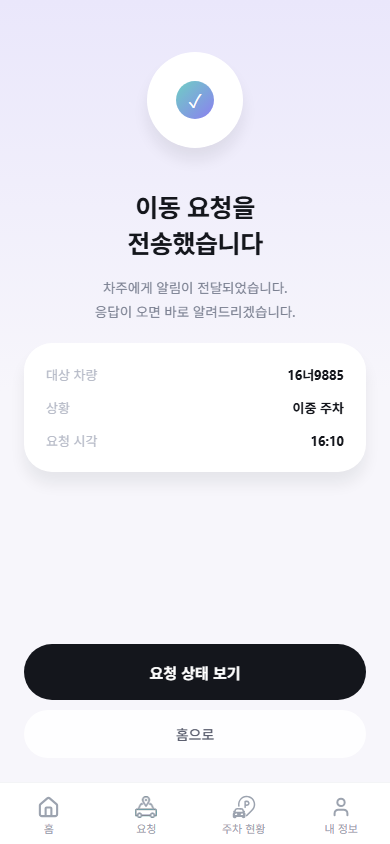 이동 요청을
전송했습니다
차주에게 알림이 전달되었습니다.
응답이 오면 바로 알려드리겠습니다.
대상 차량 16너9885
상황 이중 주차
요청 시각 16:10
요청 상태 보기
홈으로
P
홈 요청 주차 현황 내 정보